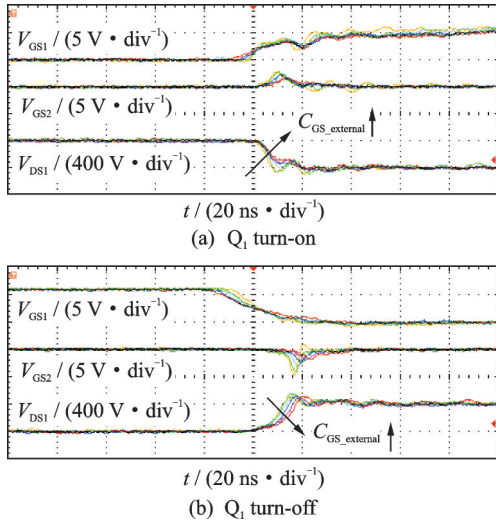 V_GS1 / (5 V · div⁻¹)
V_GS2 / (5 V · div⁻¹)
C_GS_external
V_DS1 / (400 V · div⁻¹)
t / (20 ns · div⁻¹)
(a) Q₁ turn-on
V_GS1 / (5 V · div⁻¹)
V_GS2 / (5 V · div⁻¹)
V_DS1 / (400 V · div⁻¹)
C_GS_external
t / (20 ns · div⁻¹)
(b) Q₁ turn-off